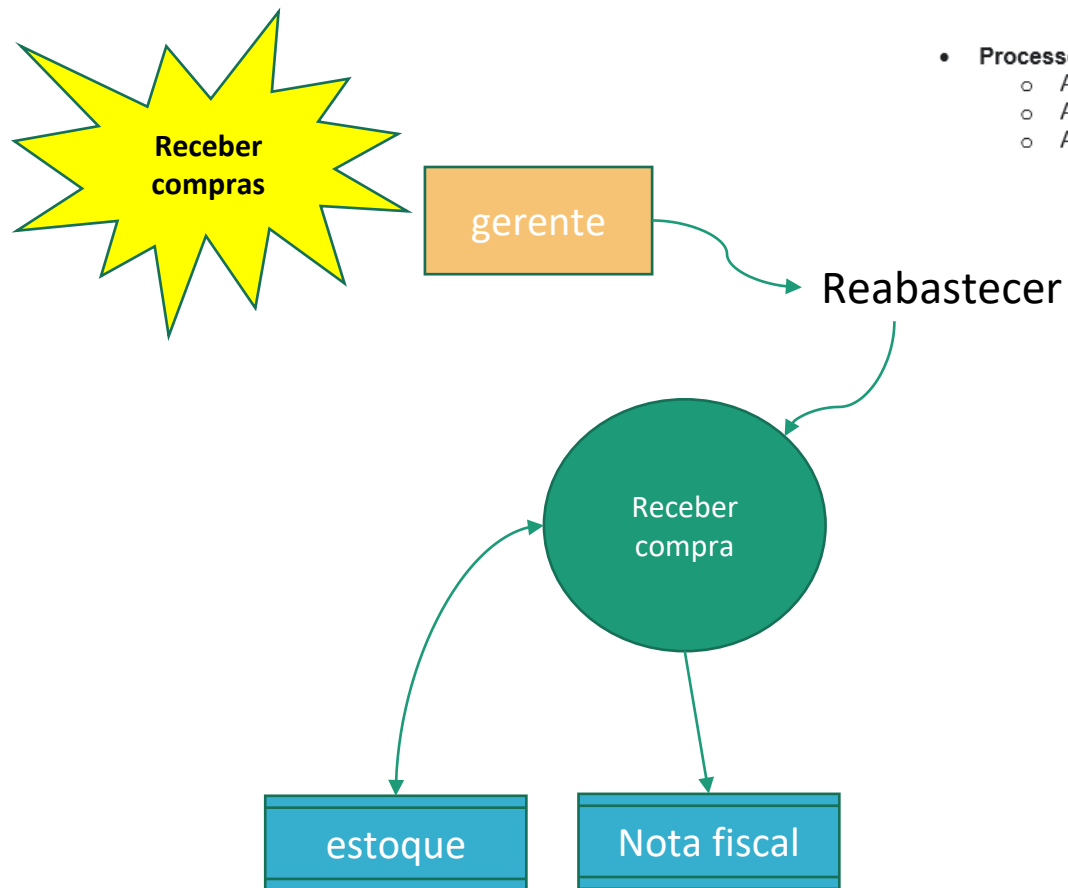 Receber
compras
gerente
Reabastecer
Receber
compra
estoque
Nota fiscal